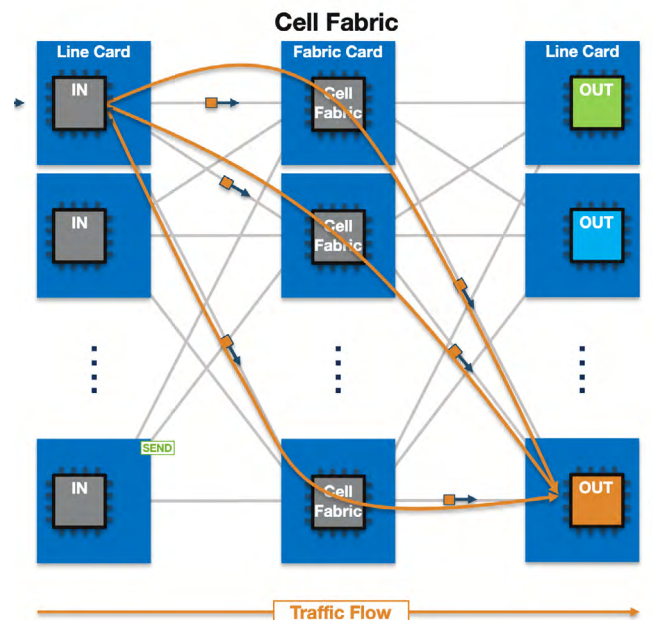 Cell Fabric
Line Card
Fabric Card
Line Card
IN
Cell
Fabric
OUT
IN
Cell
Fabric
OUT
SEND
IN
Cell
Fabric
OUT
Traffic Flow